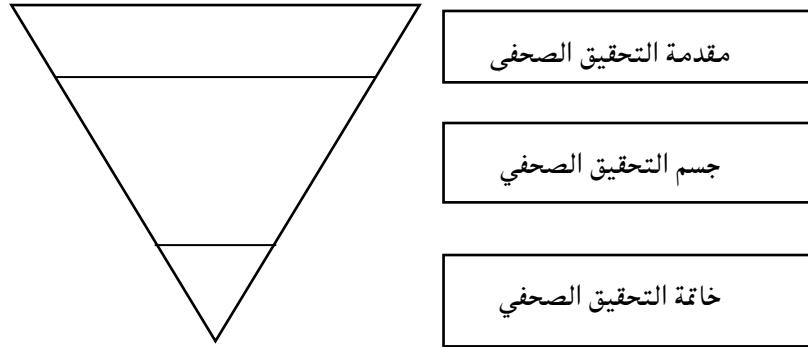 مقدمة التحقيق الصحفى
جسم التحقيق الصحفي
خاتمة التحقيق الصحفي